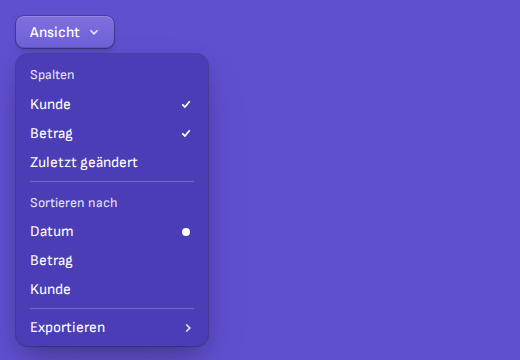 Ansicht
Spalten
Kunde
Betrag
Zuletzt geändert
Sortieren nach
Datum
Betrag
Kunde
Exportieren